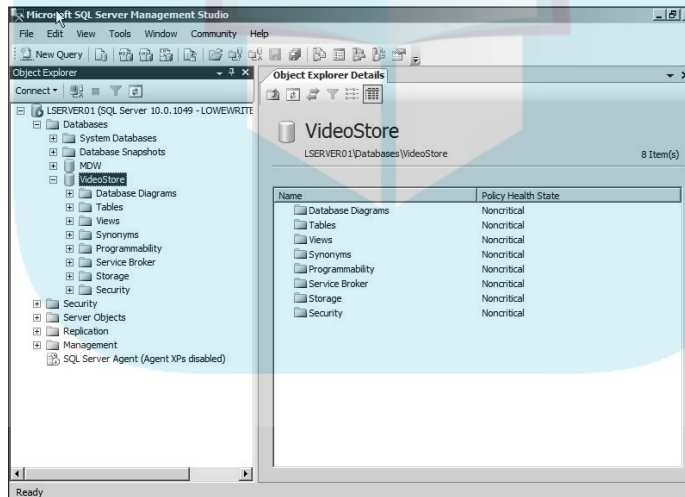 Microsoft SQL Server Management Studio
File Edit View Tools Window Community Help
New Query
Object Explorer
Connect
LSERVER01 (SQL Server 10.0.1049 - LOWEWRITE
Databases
System Databases
Database Snapshots
MDW
VideoStore
Database Diagrams
Tables
Views
Synonyms
Programmability
Service Broker
Storage
Security
Security
Server Objects
Replication
Management
SQL Server Agent (Agent XPs disabled)
Object Explorer Details
VideoStore
LSERVER01\Databases\VideoStore 8 Item(s)
Name Policy Health State
Database Diagrams Noncritical
Tables Noncritical
Views Noncritical
Synonyms Noncritical
Programmability Noncritical
Service Broker Noncritical
Storage Noncritical
Security Noncritical
Ready